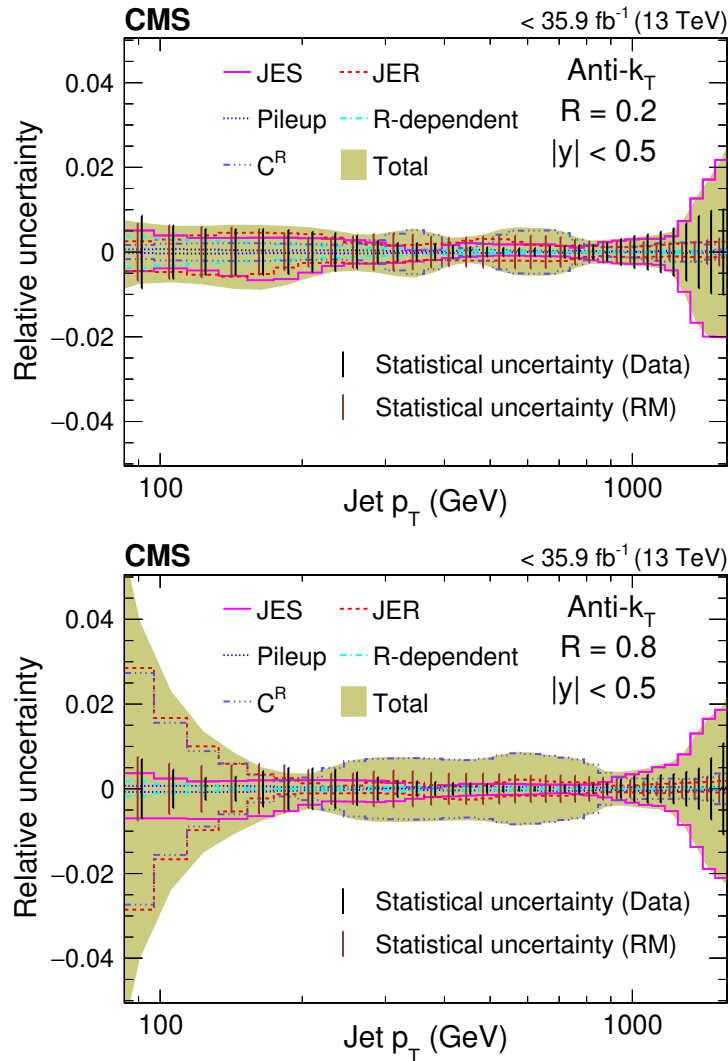 CMS < 35.9 fb⁻¹ (13 TeV)
JES JER Anti-k_T
Pileup R-dependent R = 0.2
C^R Total |y| < 0.5
0.04
0.02
0
−0.02
−0.04
Relative uncertainty
Statistical uncertainty (Data)
Statistical uncertainty (RM)
100 1000
Jet p_T (GeV)
CMS < 35.9 fb⁻¹ (13 TeV)
JES JER Anti-k_T
Pileup R-dependent R = 0.8
C^R Total |y| < 0.5
0.04
0.02
0
−0.02
−0.04
Relative uncertainty
Statistical uncertainty (Data)
Statistical uncertainty (RM)
100 1000
Jet p_T (GeV)